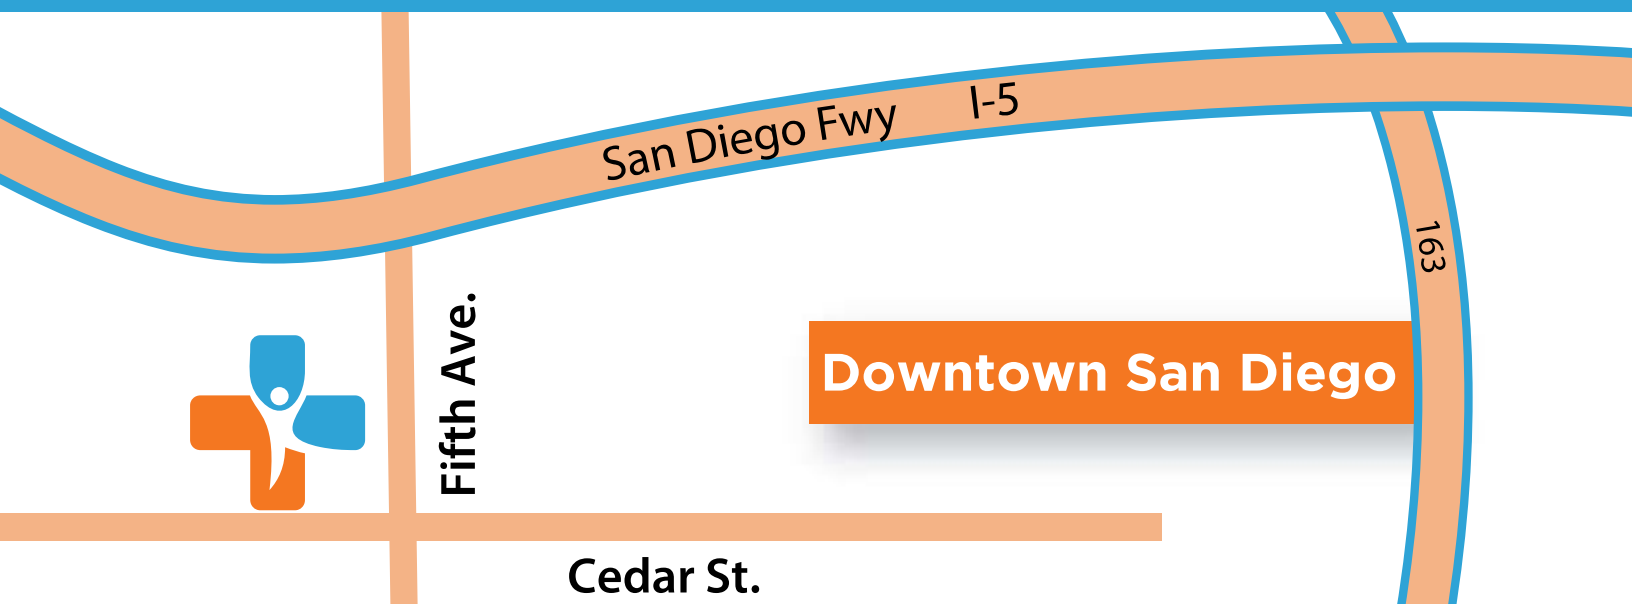 San Diego Fwy I-5
163
Fifth Ave.
Downtown San Diego
Cedar St.